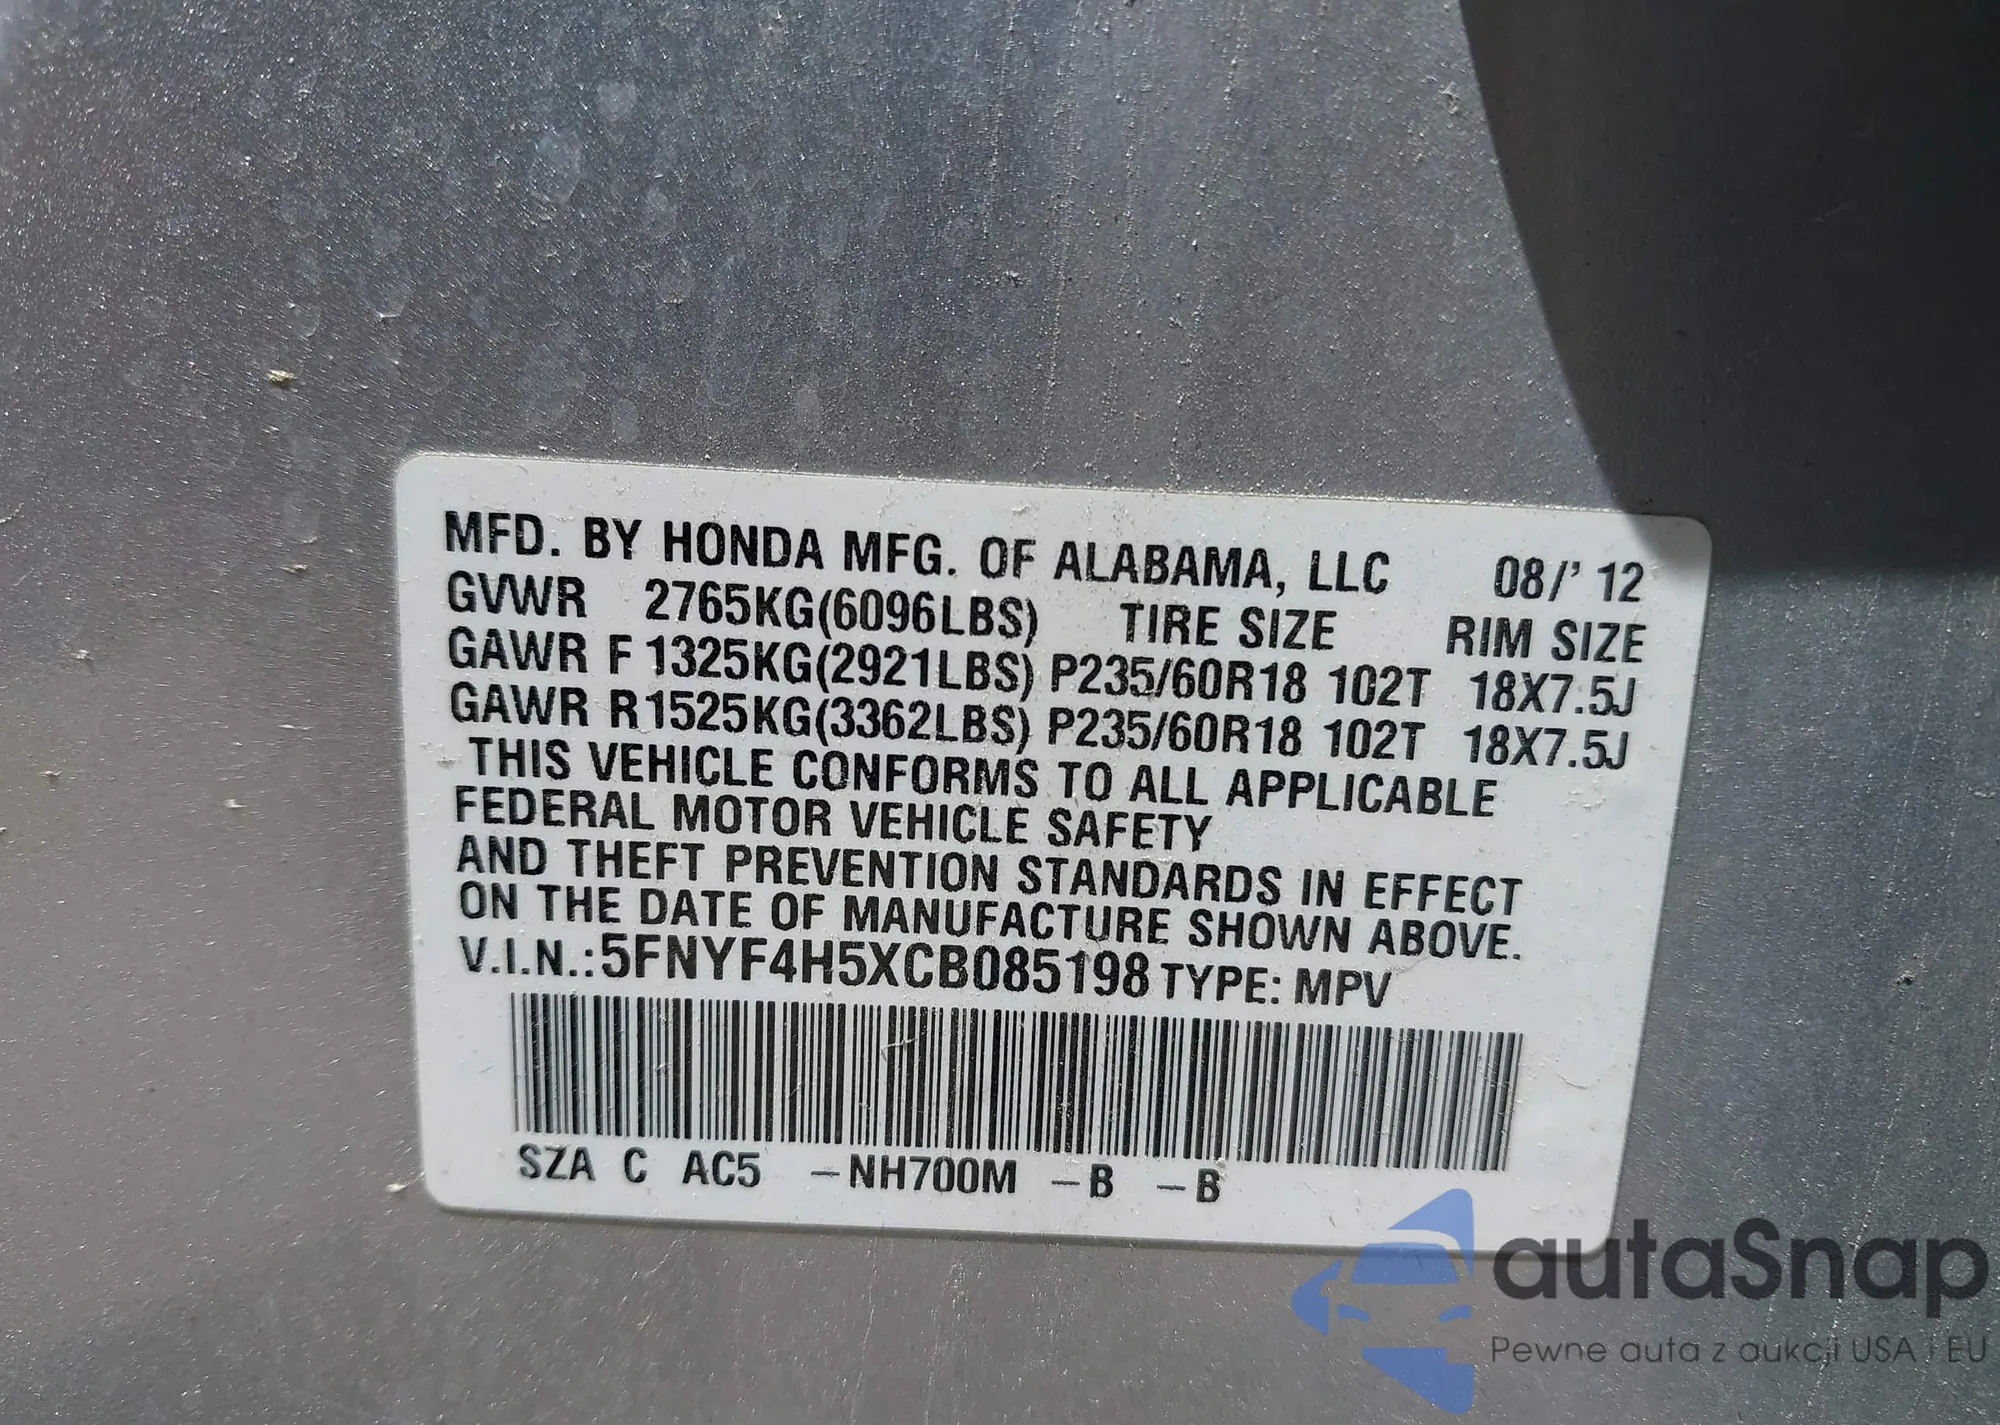 MFD. BY HONDA MFG. OF ALABAMA, LLC 08/' 12
GVWR 2765KG(6096LBS) TIRE SIZE RIM SIZE
GAWR F 1325KG(2921LBS) P235/60R18 102T 18X7.5J
GAWR R1525KG(3362LBS) P235/60R18 102T 18X7.5J
THIS VEHICLE CONFORMS TO ALL APPLICABLE
FEDERAL MOTOR VEHICLE SAFETY
AND THEFT PREVENTION STANDARDS IN EFFECT
ON THE DATE OF MANUFACTURE SHOWN ABOVE.
V.I.N.:5FNYF4H5XCB085198 TYPE: MPV
SZA C AC5 -NH700M -B -B
autaSnap
Pewne auta z aukcji USA i EU